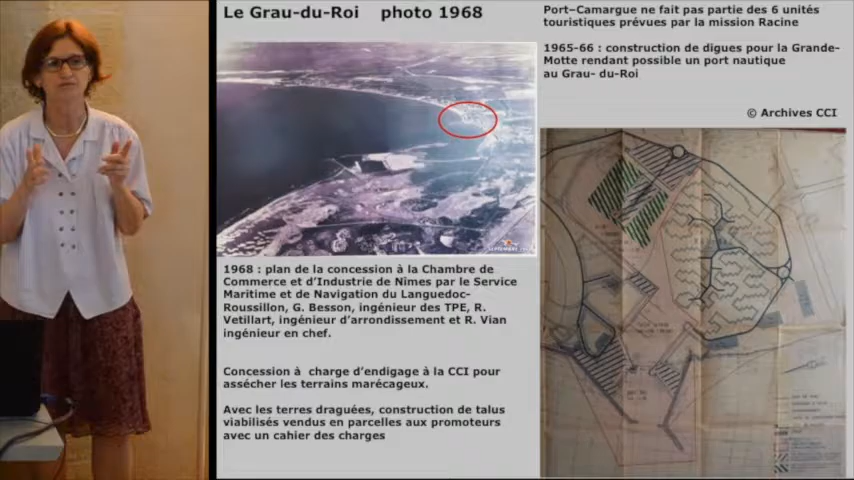 Le Grau-du-Roi photo 1968
1968 : plan de la concession à la Chambre de
Commerce et d'Industrie de Nîmes par le Service
Maritime et de Navigation du Languedoc-
Roussillon, G. Besson, ingénieur des TPE, R.
Vetillart, ingénieur d'arrondissement et R. Vian
ingénieur en chef.
Concession à charge d'endigage à la CCI pour
assécher les terrains marécageux.
Avec les terres draguées, construction de talus
viabilisés vendus en parcelles aux promoteurs
avec un cahier des charges
Port–Camargue ne fait pas partie des 6 unités
touristiques prévues par la mission Racine
1965-66 : construction de digues pour la Grande-
Motte rendant possible un port nautique
au Grau- du-Roi
© Archives CCI